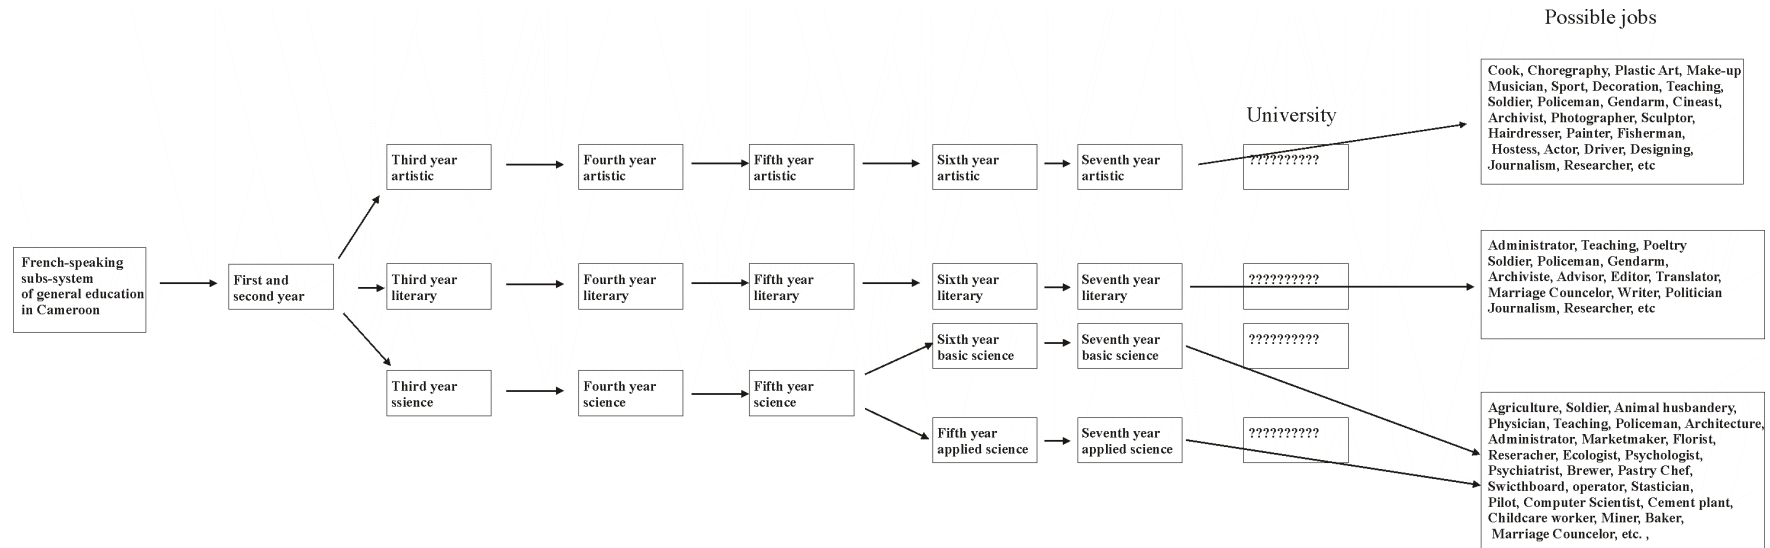 Possible jobs
University
French-speaking
subs-system
of general education
in Cameroon
First and
second year
Third year
artistic
Fourth year
artistic
Fifth year
artistic
Sixth year
artistic
Seventh year
artistic
??????????
Cook, Choregraphy, Plastic Art, Make-up
Musician, Sport, Decoration, Teaching,
Soldier, Policeman, Gendarm, Cineast,
Archivist, Photographer, Sculptor,
Hairdresser, Painter, Fisherman,
Hostess, Actor, Driver, Designing,
Journalism, Researcher, etc
Third year
literary
Fourth year
literary
Fifth year
literary
Sixth year
literary
Seventh year
literary
??????????
Administrator, Teaching, Poeltry
Soldier, Policeman, Gendarm,
Archiviste, Advisor, Editor, Translator,
Marriage Councelor, Writer, Politician
Journalism, Researcher, etc
Third year
ssience
Fourth year
science
Fifth year
science
Sixth year
basic science
Seventh year
basic science
??????????
Fifth year
applied science
Seventh year
applied science
??????????
Agriculture, Soldier, Animal husbandery,
Physician, Teaching, Policeman, Architecture,
Administrator, Marketmaker, Florist,
Reseracher, Ecologist, Psychologist,
Psychiatrist, Brewer, Pastry Chef,
Swicthboard, operator, Stastician,
Pilot, Computer Scientist, Cement plant,
Childcare worker, Miner, Baker,
Marriage Councelor, etc. ,